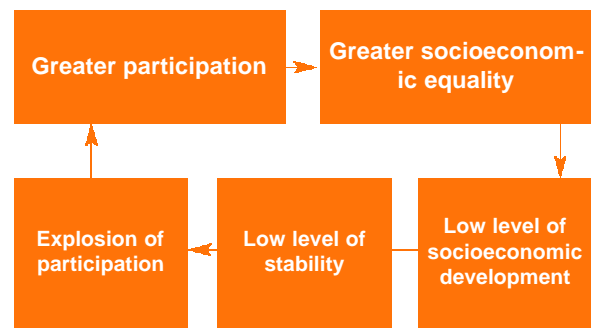 Greater participation
Greater socioeconom-
ic equality
Explosion of
participation
Low level of
stability
Low level of
socioeconomic
development